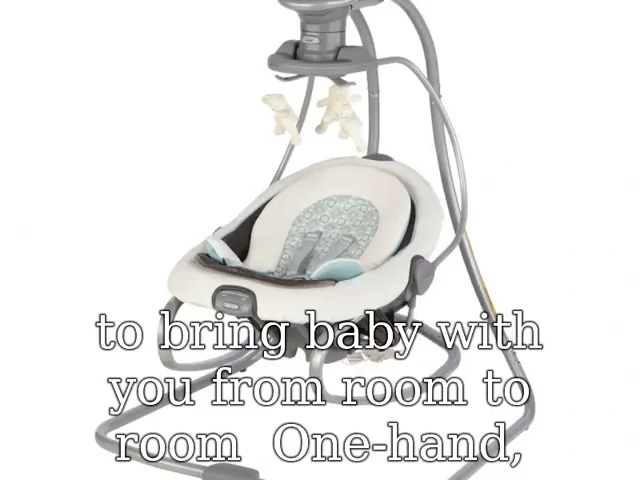 to bring baby with
you from room to
room  One-hand,